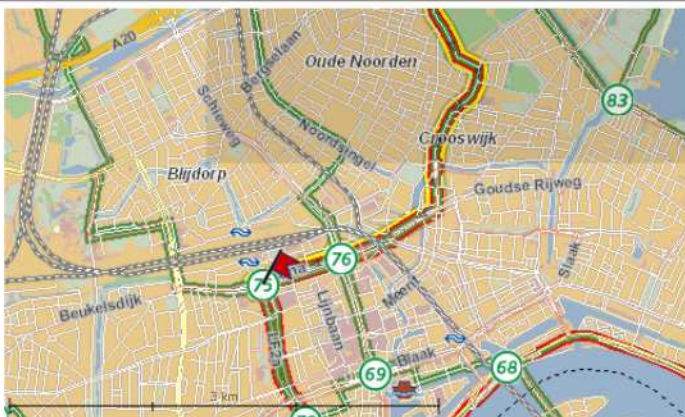 A20
Bergselaan
Oude Noorden
Schieweg
83
Noordsingel
Crooswijk
Blijdorp
Goudse Rijweg
76
75
Slaak
Meent
Beukelsdijk
Lijnbaan
Blaak
68
69
3 km